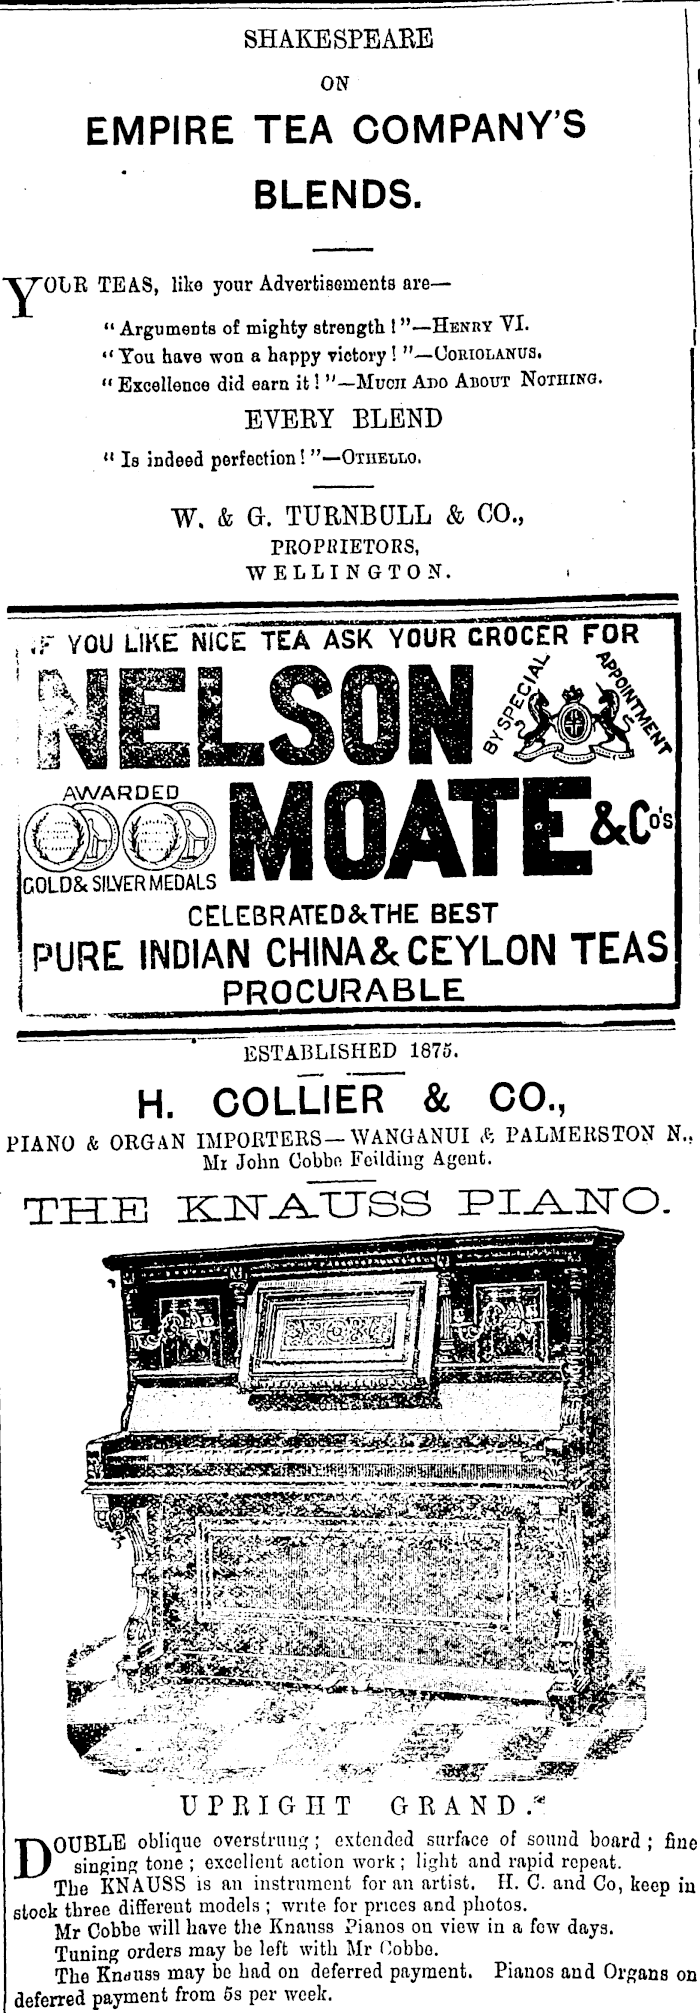 SHAKESPEARE
ON
EMPIRE TEA COMPANY'S
BLENDS.
YOUR TEAS, like your Advertisements are—
"Arguments of mighty strength!"—HENRY VI.
"You have won a happy victory!"—CORIOLANUS.
"Excellence did earn it!"—MUCH ADO ABOUT NOTHING.
EVERY BLEND
"Is indeed perfection!"—OTHELLO.
W. & G. TURNBULL & CO.,
PROPRIETORS,
WELLINGTON.
IF YOU LIKE NICE TEA ASK YOUR GROCER FOR
NELSON
BY SPECIAL APPOINTMENT
AWARDED
MOATE & Co's
GOLD & SILVER MEDALS
CELEBRATED & THE BEST
PURE INDIAN CHINA & CEYLON TEAS
PROCURABLE
ESTABLISHED 1875.
H. COLLIER & CO.,
PIANO & ORGAN IMPORTERS—WANGANUI & PALMERSTON N.,
Mr John Cobbe Feilding Agent.
THE KNAUSS PIANO.
UPRIGHT GRAND.
DOUBLE oblique overstrung; extended surface of sound board; fine
singing tone; excellent action work; light and rapid repeat.
The KNAUSS is an instrument for an artist. H. C. and Co, keep in
stock three different models; write for prices and photos.
Mr Cobbe will have the Knauss Pianos on view in a few days.
Tuning orders may be left with Mr Cobbe.
The Knauss may be had on deferred payment. Pianos and Organs on
deferred payment from 5s per week.